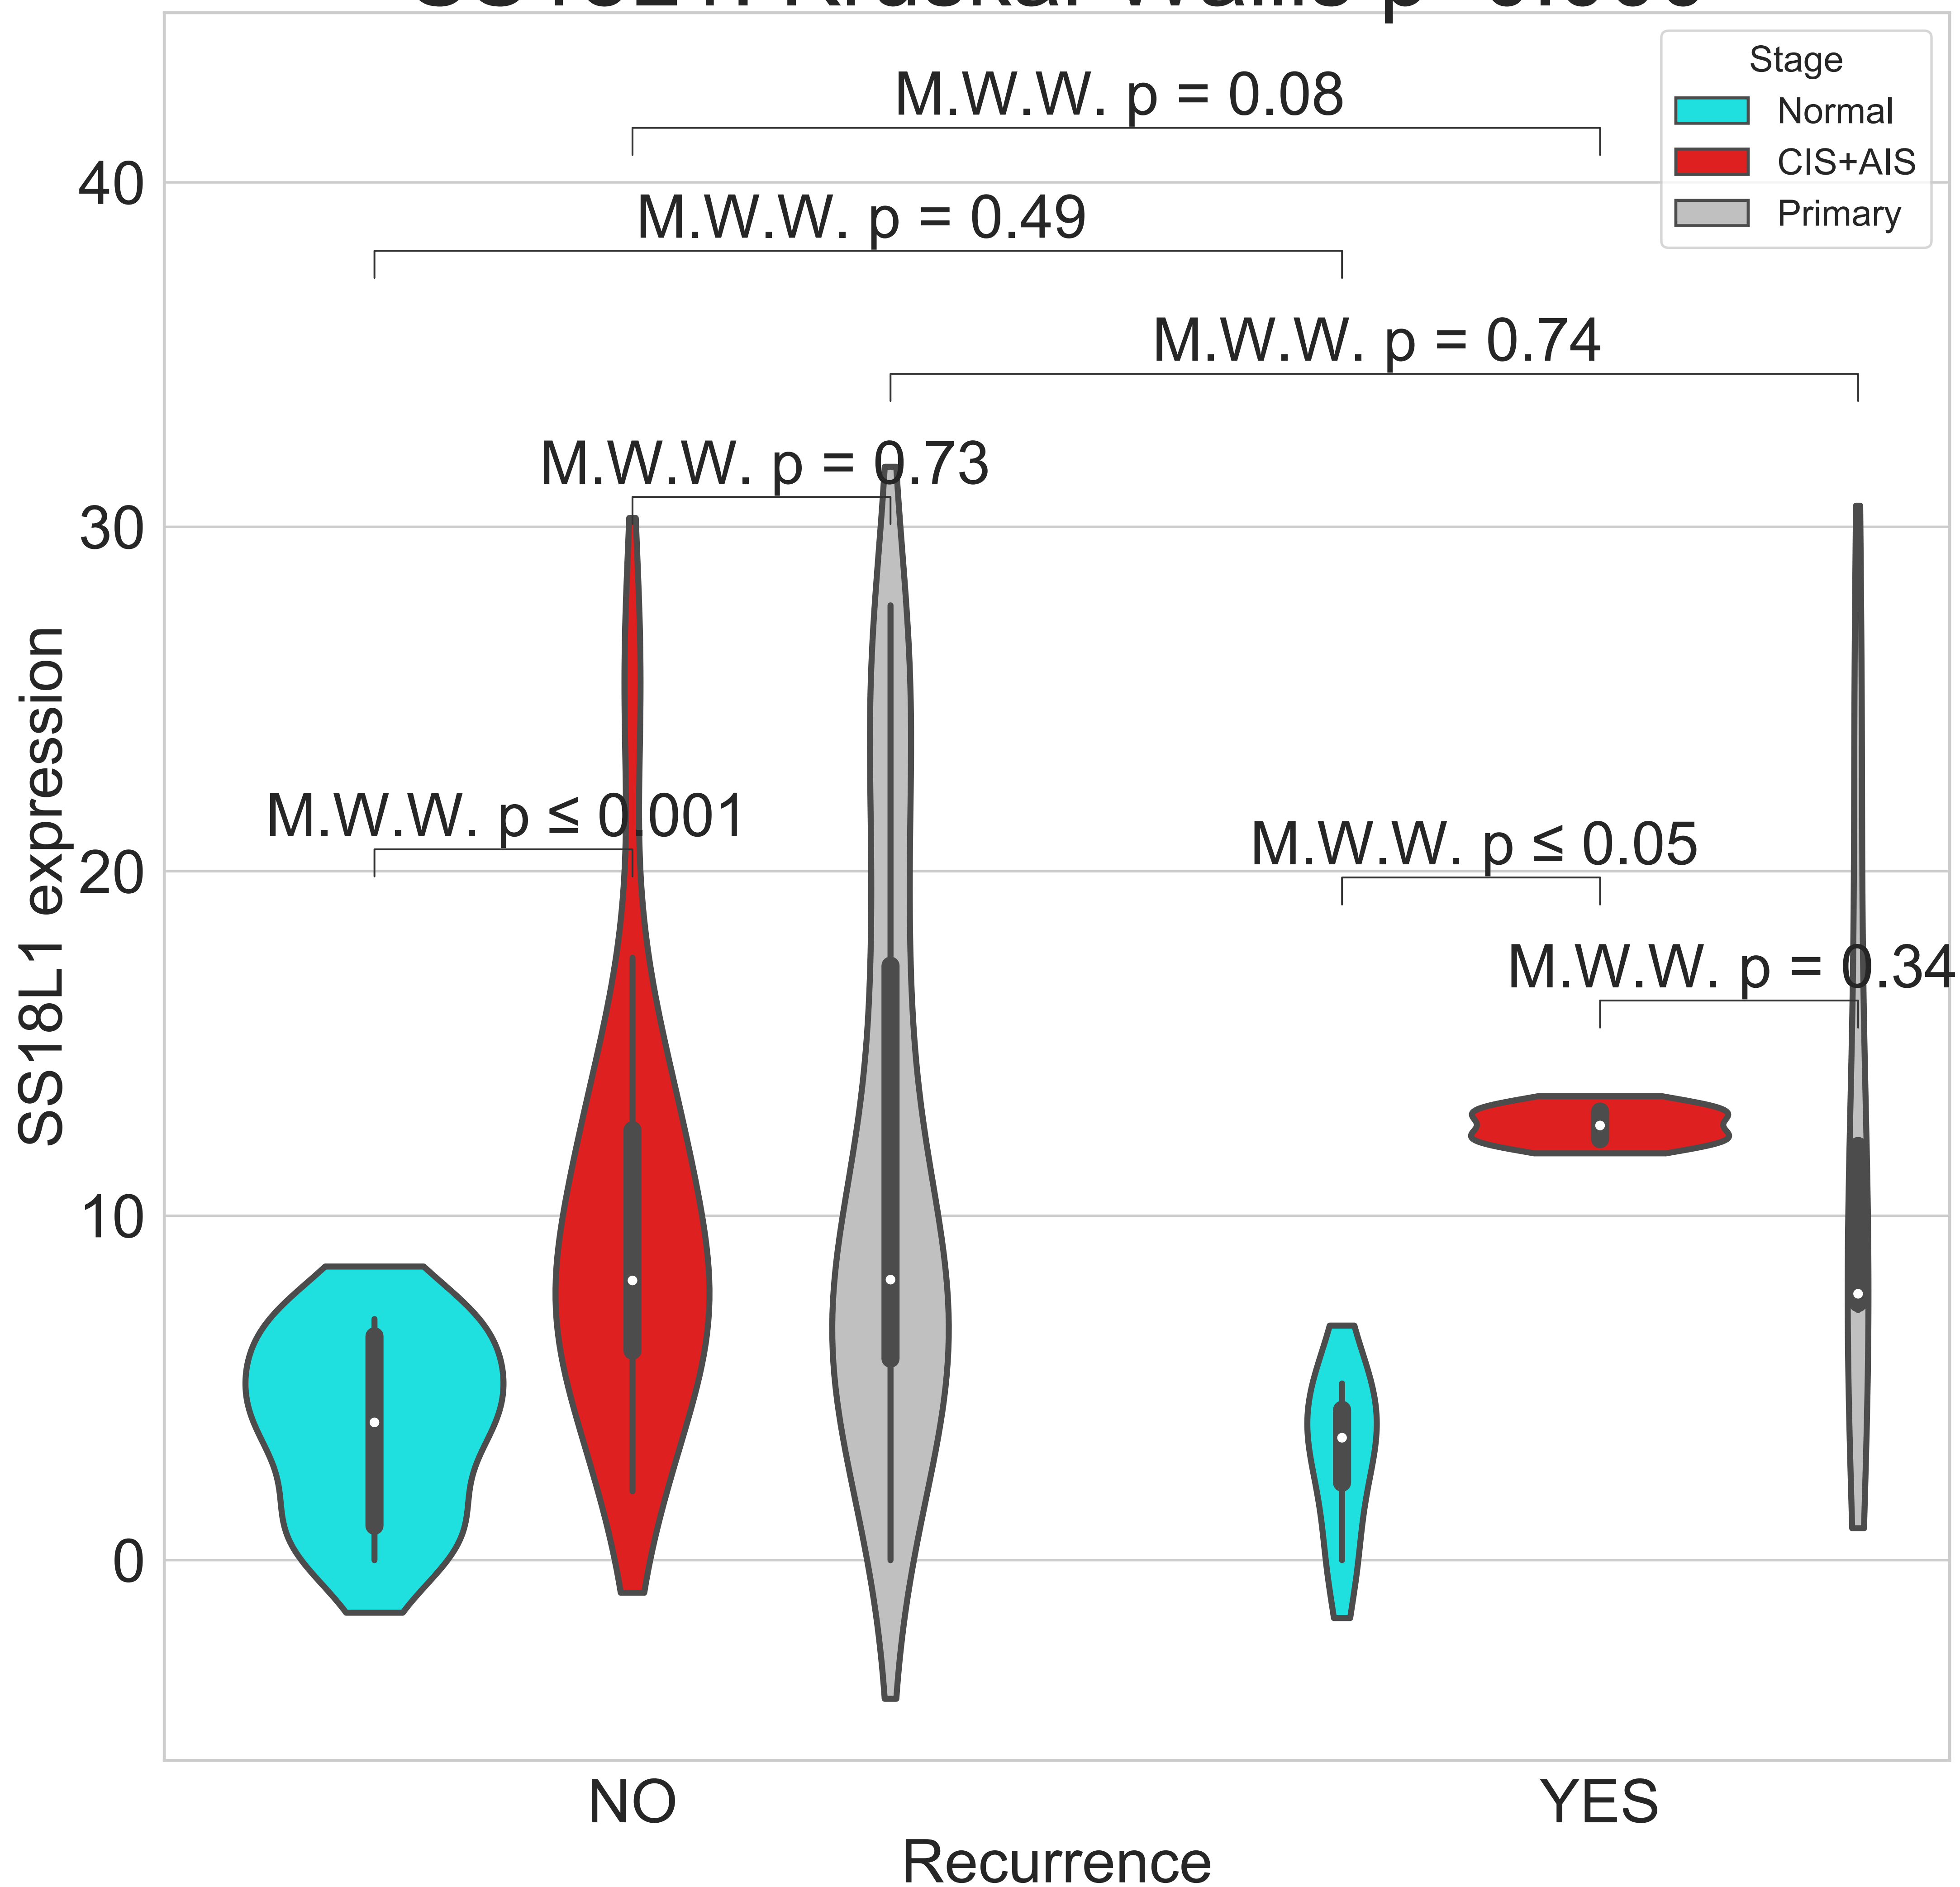 Stage
Normal
CIS+AIS
Primary
M.W.W. p = 0.08
M.W.W. p = 0.49
M.W.W. p = 0.74
M.W.W. p = 0.73
M.W.W. p ≤ 0.001
M.W.W. p ≤ 0.05
M.W.W. p = 0.34
40
30
20
10
0
SS18L1 expression
NO
YES
Recurrence